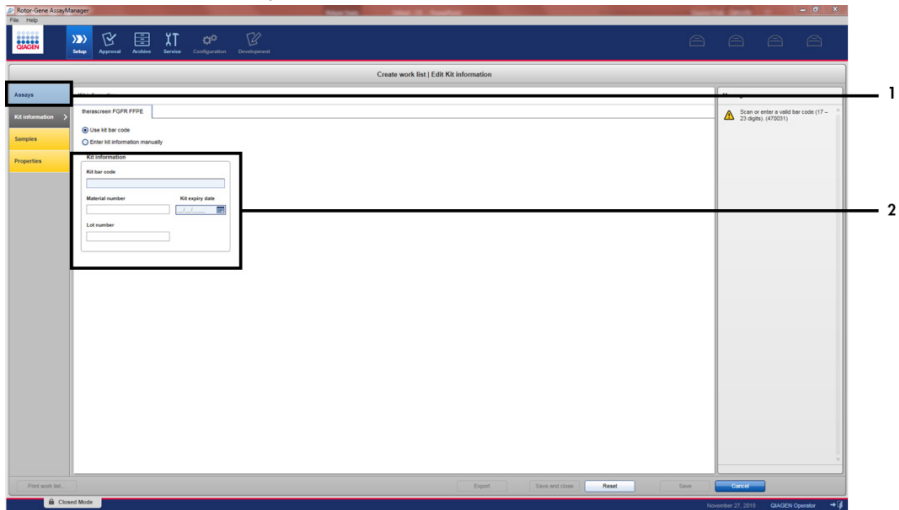 Rotor-Gene AssayManager
File Help
QIAGEN
Setup Approval Archive Service Configuration Development
Create work list | Edit Kit information
Assays
1
Kit information
therascreen FGFR FFPE
Scan or enter a valid bar code (17 –
23 digits). (470031)
Use kit bar code
Samples
Enter kit information manually
Properties
Kit information
Kit bar code
Material number Kit expiry date
2
Lot number
Print work list...
Export Save and close Reset Save Cancel
Closed Mode
November 27, 2018 QIAGEN Operator